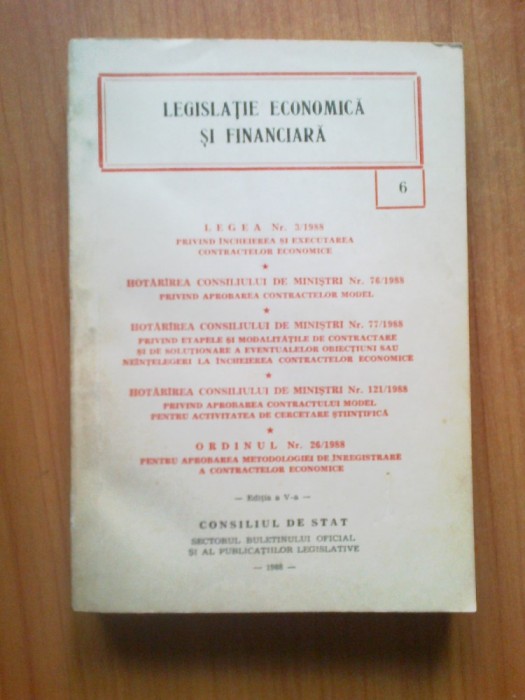 LEGISLAȚIE ECONOMICĂ
ȘI FINANCIARĂ
6
LEGEA Nr. 3/1988
PRIVIND ÎNCHEIEREA SI EXECUTAREA
CONTRACTELOR ECONOMICE
HOTĂRÎREA CONSILIULUI DE MINIȘTRI Nr. 76/1988
PRIVIND APROBAREA CONTRACTELOR MODEL
HOTĂRÎREA CONSILIULUI DE MINIȘTRI Nr. 77/1988
PRIVIND ETAPELE ȘI MODALITĂȚILE DE CONTRACTARE
ȘI DE SOLUȚIONARE A EVENTUALELOR OBIECȚIUNI SAU
NEÎNȚELEGERI LA ÎNCHEIEREA CONTRACTELOR ECONOMICE
HOTĂRÎREA CONSILIULUI DE MINIȘTRI Nr. 121/1988
PRIVIND APROBAREA CONTRACTULUI MODEL
PENTRU ACTIVITATEA DE CERCETARE ȘTIINȚIFICĂ
ORDINUL Nr. 26/1988
PENTRU APROBAREA METODOLOGIEI DE ÎNREGISTRARE
A CONTRACTELOR ECONOMICE
— Ediția a V-a —
CONSILIUL DE STAT
SECTORUL BULETINULUI OFICIAL
ȘI AL PUBLICAȚIILOR LEGISLATIVE
— 1988 —